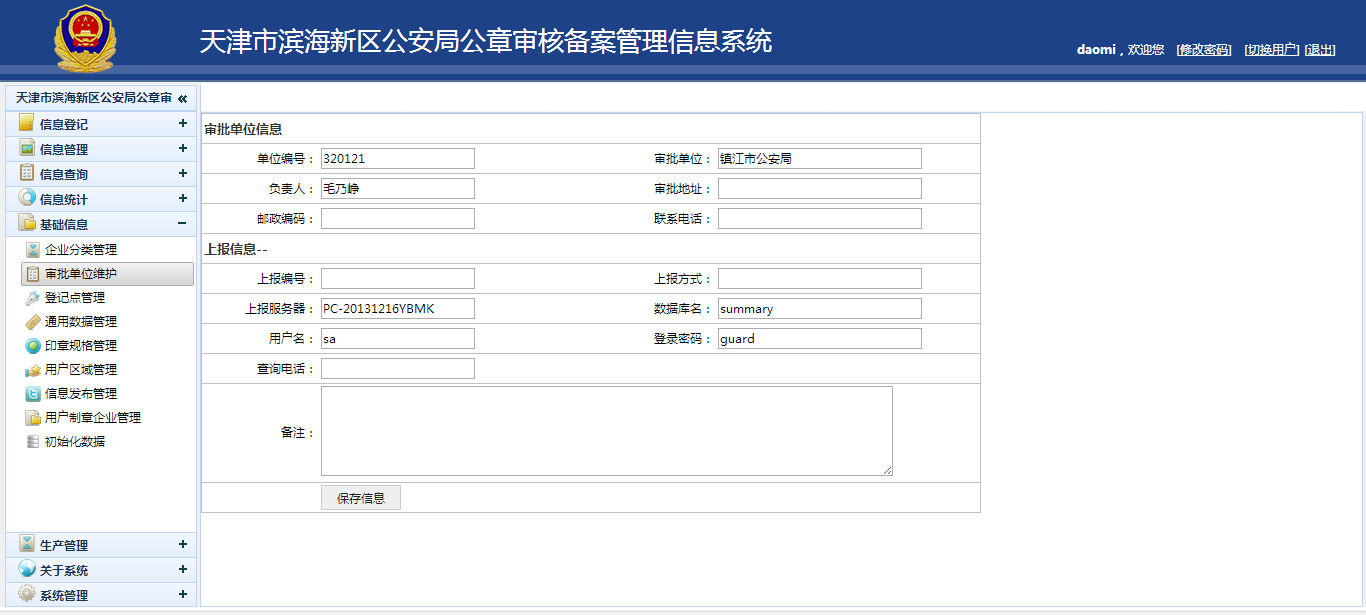 天津市滨海新区公安局公章审核备案管理信息系统
daomi，欢迎您 [修改密码] [切换用户] [退出]
天津市滨海新区公安局公章审 «
信息登记 +
信息管理 +
信息查询 +
信息统计 +
基础信息 −
企业分类管理
审批单位维护
登记点管理
通用数据管理
印章规格管理
用户区域管理
信息发布管理
用户制章企业管理
初始化数据
生产管理 +
关于系统 +
系统管理 +
审批单位信息
单位编号： 320121 审批单位： 镇江市公安局
负责人： 毛乃峥 审批地址：
邮政编码： 联系电话：
上报信息--
上报编号： 上报方式：
上报服务器： PC-20131216YBMK 数据库名： summary
用户名： sa 登录密码： guard
查询电话：
备注：
保存信息